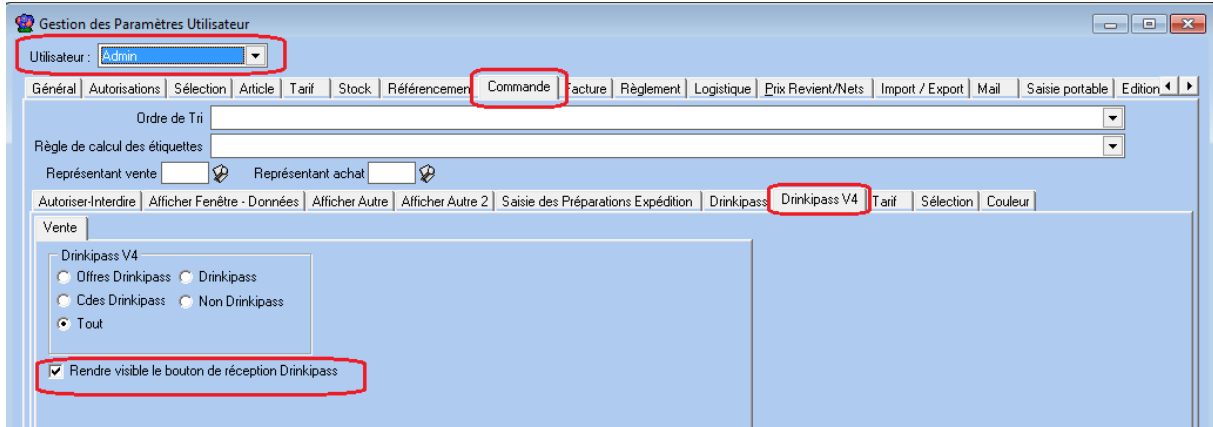 Gestion des Paramètres Utilisateur
Utilisateur : Admin
Général Autorisations Sélection Article Tarif Stock Référencemen Commande Facture Règlement Logistique Prix Revient/Nets Import / Export Mail Saisie portable Edition
Ordre de Tri
Règle de calcul des étiquettes
Représentant vente Représentant achat
Autoriser-Interdire Afficher Fenêtre - Données Afficher Autre Afficher Autre 2 Saisie des Préparations Expédition Drinkipass Drinkipass V4 Tarif Sélection Couleur
Vente
Drinkipass V4
Offres Drinkipass Drinkipass
Cdes Drinkipass Non Drinkipass
Tout
Rendre visible le bouton de réception Drinkipass